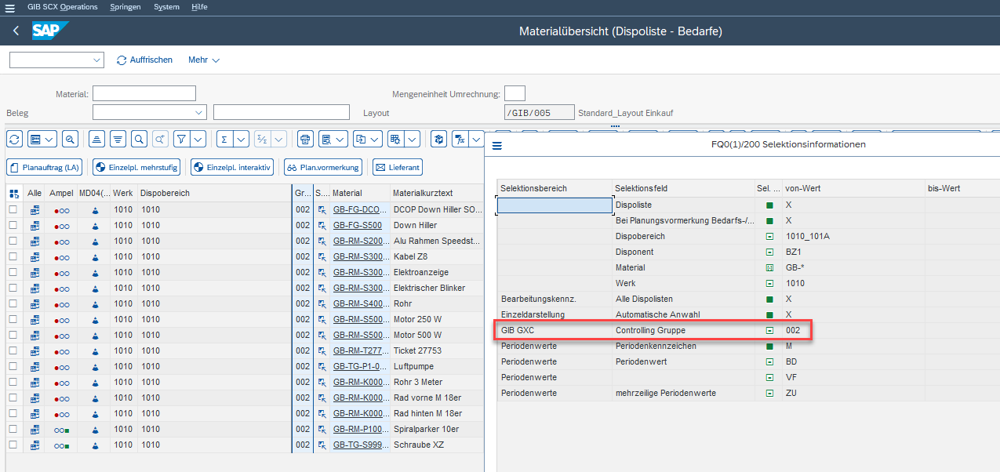 GIB SCX Operations Springen System Hilfe
SAP Materialübersicht (Dispoliste - Bedarfe)
Auffrischen Mehr
Material: Mengeneinheit Umrechnung:
Beleg Layout /GIB/005 Standard_Layout Einkauf
Planauftrag (LA) Einzelpl. mehrstufig Einzelpl. interaktiv Plan.vormerkung Lieferant
Alle Ampel MD04(... Werk Dispobereich Gr... S... Material Materialkurztext
1010 1010 002 GB-FG-DCO... DCOP Down Hiller SO...
1010 1010 002 GB-FG-S500 Down Hiller
1010 1010 002 GB-RM-S200... Alu Rahmen Speedst...
1010 1010 002 GB-RM-S300... Kabel Z8
1010 1010 002 GB-RM-S300... Elektroanzeige
1010 1010 002 GB-RM-S300... Elektrischer Blinker
1010 1010 002 GB-RM-S400... Rohr
1010 1010 002 GB-RM-S500... Motor 250 W
1010 1010 002 GB-RM-S500... Motor 500 W
1010 1010 002 GB-RM-T277... Ticket 27753
1010 1010 002 GB-TG-P1-0... Luftpumpe
1010 1010 002 GB-RM-K000... Rohr 3 Meter
1010 1010 002 GB-RM-K000... Rad vorne M 18er
1010 1010 002 GB-RM-K000... Rad hinten M 18er
1010 1010 002 GB-RM-P100... Spiralparker 10er
1010 1010 002 GB-TG-S999... Schraube XZ
FQ0(1)/200 Selektionsinformationen
Selektionsbereich Selektionsfeld Sel. ... von-Wert bis-Wert
Dispoliste X
Bei Planungsvormerkung Bedarfs-/... X
Dispobereich 1010_101A
Disponent BZ1
Material GB-*
Werk 1010
Bearbeitungskennz. Alle Dispolisten X
Einzeldarstellung Automatische Anwahl X
GIB GXC Controlling Gruppe 002
Periodenwerte Periodenkennzeichen M
Periodenwerte Periodenwert BD
Periodenwerte VF
Periodenwerte mehrzeilige Periodenwerte ZU